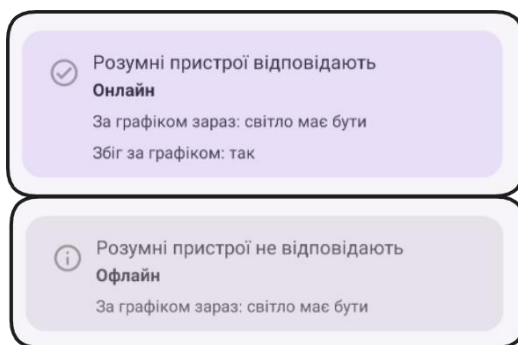 Розумні пристрої відповідають
Онлайн
За графіком зараз: світло має бути
Збіг за графіком: так
Розумні пристрої не відповідають
Офлайн
За графіком зараз: світло має бути